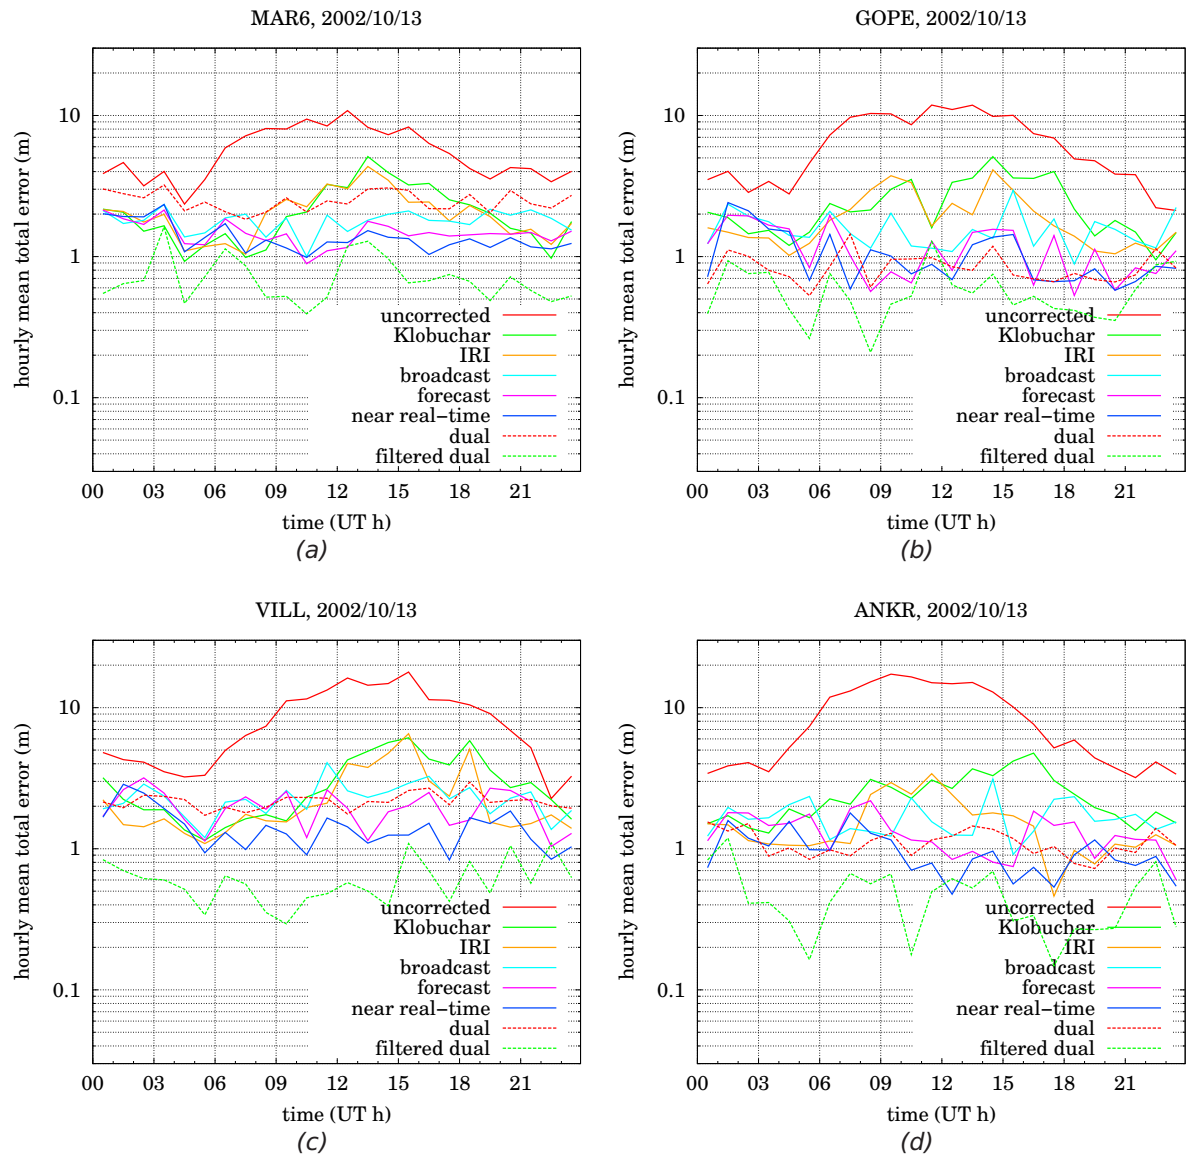 MAR6, 2002/10/13
hourly mean total error (m)
10
1
0.1
uncorrected
Klobuchar
IRI
broadcast
forecast
near real-time
dual
filtered dual
00 03 06 09 12 15 18 21
time (UT h)
(a)
GOPE, 2002/10/13
hourly mean total error (m)
10
1
0.1
uncorrected
Klobuchar
IRI
broadcast
forecast
near real-time
dual
filtered dual
00 03 06 09 12 15 18 21
time (UT h)
(b)
VILL, 2002/10/13
hourly mean total error (m)
10
1
0.1
uncorrected
Klobuchar
IRI
broadcast
forecast
near real-time
dual
filtered dual
00 03 06 09 12 15 18 21
time (UT h)
(c)
ANKR, 2002/10/13
hourly mean total error (m)
10
1
0.1
uncorrected
Klobuchar
IRI
broadcast
forecast
near real-time
dual
filtered dual
00 03 06 09 12 15 18 21
time (UT h)
(d)